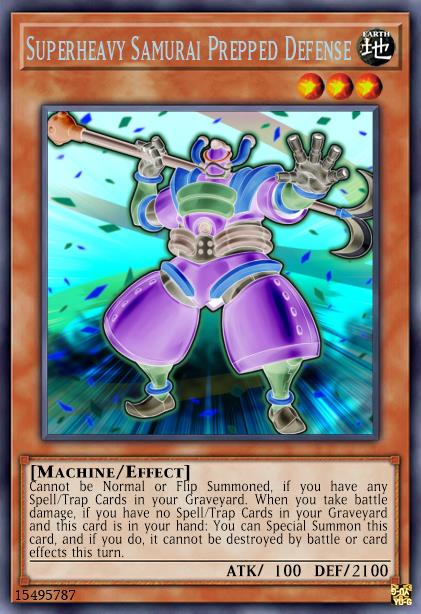 Superheavy Samurai Prepped Defense
EARTH
地
[Machine/Effect]
Cannot be Normal or Flip Summoned, if you have any
Spell/Trap Cards in your Graveyard. When you take battle
damage, if you have no Spell/Trap Cards in your Graveyard
and this card is in your hand: You can Special Summon this
card, and if you do, it cannot be destroyed by battle or card
effects this turn.
ATK/ 100 DEF/2100
15495787